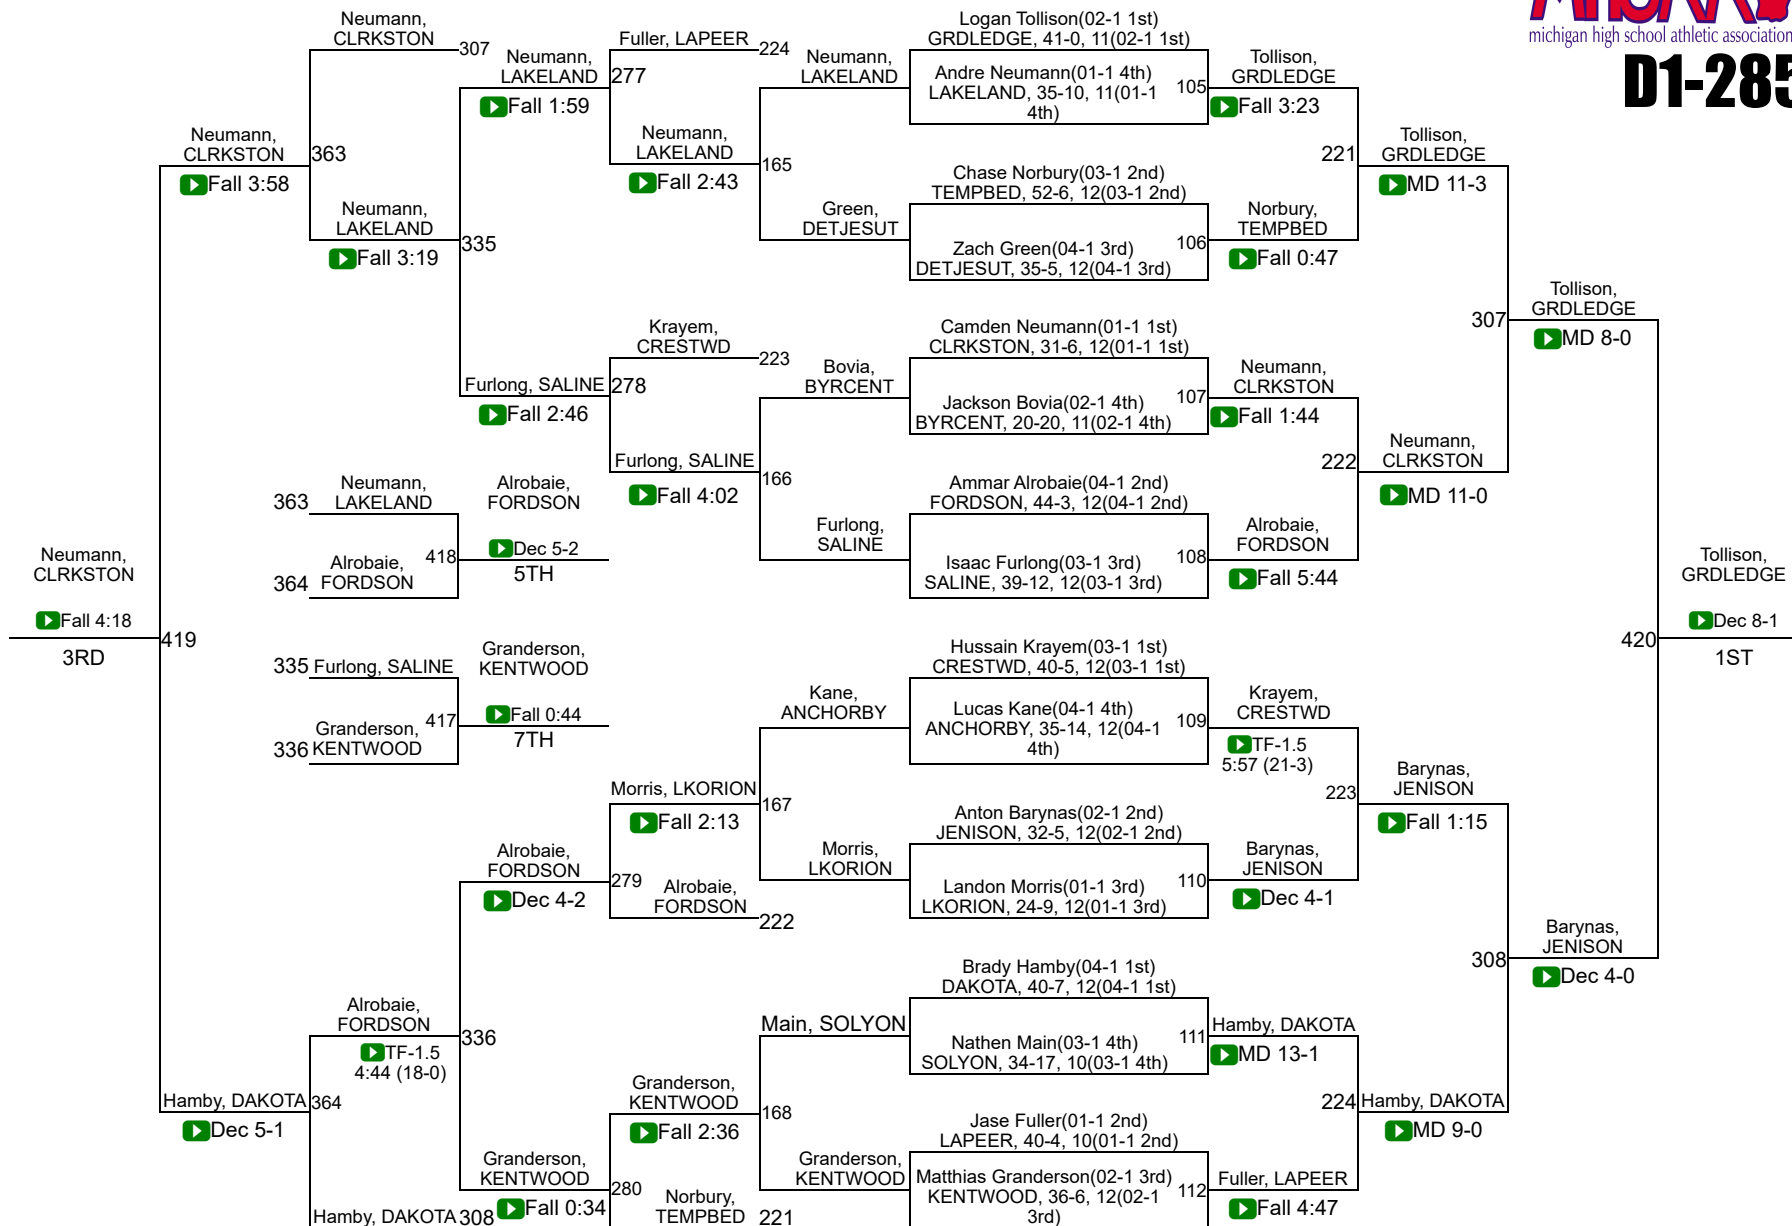 MHSAA
michigan high school athletic association
D1-285
Neumann,
CLRKSTON
307
Neumann,
LAKELAND
Fall 1:59
Fuller, LAPEER
224
277
Neumann,
LAKELAND
Fall 2:43
Neumann,
LAKELAND
165
Green,
DETJESUT
Logan Tollison(02-1 1st)
GRDLEDGE, 41-0, 11(02-1 1st)
Andre Neumann(01-1 4th)
LAKELAND, 35-10, 11(01-1
4th)
105
Tollison,
GRDLEDGE
Fall 3:23
Chase Norbury(03-1 2nd)
TEMPBED, 52-6, 12(03-1 2nd)
Zach Green(04-1 3rd)
DETJESUT, 35-5, 12(04-1 3rd)
106
Norbury,
TEMPBED
Fall 0:47
221
Tollison,
GRDLEDGE
MD 11-3
Neumann,
CLRKSTON
Fall 3:58
363
Neumann,
LAKELAND
Fall 3:19
335
Furlong, SALINE
Fall 2:46
Krayem,
CRESTWD
223
278
Furlong, SALINE
Fall 4:02
Bovia,
BYRCENT
166
Furlong,
SALINE
Camden Neumann(01-1 1st)
CLRKSTON, 31-6, 12(01-1 1st)
Jackson Bovia(02-1 4th)
BYRCENT, 20-20, 11(02-1 4th)
107
Neumann,
CLRKSTON
Fall 1:44
Ammar Alrobaie(04-1 2nd)
FORDSON, 44-3, 12(04-1 2nd)
Isaac Furlong(03-1 3rd)
SALINE, 39-12, 12(03-1 3rd)
108
Alrobaie,
FORDSON
Fall 5:44
222
Neumann,
CLRKSTON
MD 11-0
307
Tollison,
GRDLEDGE
MD 8-0
363
Neumann,
LAKELAND
364
Alrobaie,
FORDSON
418
Alrobaie,
FORDSON
Dec 5-2
5TH
Neumann,
CLRKSTON
Fall 4:18
3RD
419
335
Furlong, SALINE
336
Granderson,
KENTWOOD
417
Granderson,
KENTWOOD
Fall 0:44
7TH
420
Tollison,
GRDLEDGE
Dec 8-1
1ST
Kane,
ANCHORBY
Morris, LKORION
Fall 2:13
167
Morris,
LKORION
Hussain Krayem(03-1 1st)
CRESTWD, 40-5, 12(03-1 1st)
Lucas Kane(04-1 4th)
ANCHORBY, 35-14, 12(04-1
4th)
109
Krayem,
CRESTWD
TF-1.5
5:57 (21-3)
Anton Barynas(02-1 2nd)
JENISON, 32-5, 12(02-1 2nd)
Landon Morris(01-1 3rd)
LKORION, 24-9, 12(01-1 3rd)
110
Barynas,
JENISON
Dec 4-1
223
Barynas,
JENISON
Fall 1:15
Alrobaie,
FORDSON
Dec 4-2
279
Alrobaie,
FORDSON
222
Alrobaie,
FORDSON
TF-1.5
4:44 (18-0)
336
Hamby, DAKOTA
Dec 5-1
364
Granderson,
KENTWOOD
Fall 0:34
Hamby, DAKOTA
308
Granderson,
KENTWOOD
Fall 2:36
280
Norbury,
TEMPBED
221
Main, SOLYON
168
Granderson,
KENTWOOD
Brady Hamby(04-1 1st)
DAKOTA, 40-7, 12(04-1 1st)
Nathen Main(03-1 4th)
SOLYON, 34-17, 10(03-1 4th)
111
Hamby, DAKOTA
MD 13-1
Jase Fuller(01-1 2nd)
LAPEER, 40-4, 10(01-1 2nd)
Matthias Granderson(02-1 3rd)
KENTWOOD, 36-6, 12(02-1
3rd)
112
Fuller, LAPEER
Fall 4:47
224
Hamby, DAKOTA
MD 9-0
308
Barynas,
JENISON
Dec 4-0